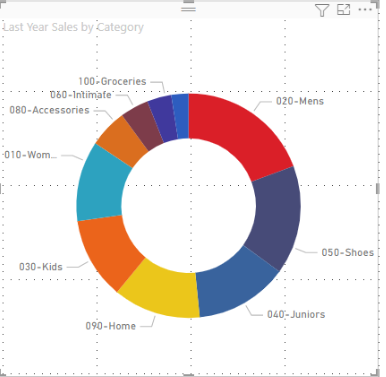 Last Year Sales by Category
100-Groceries
060-Intimate
080-Accessories
010-Wom...
030-Kids
090-Home
040-Juniors
050-Shoes
020-Mens